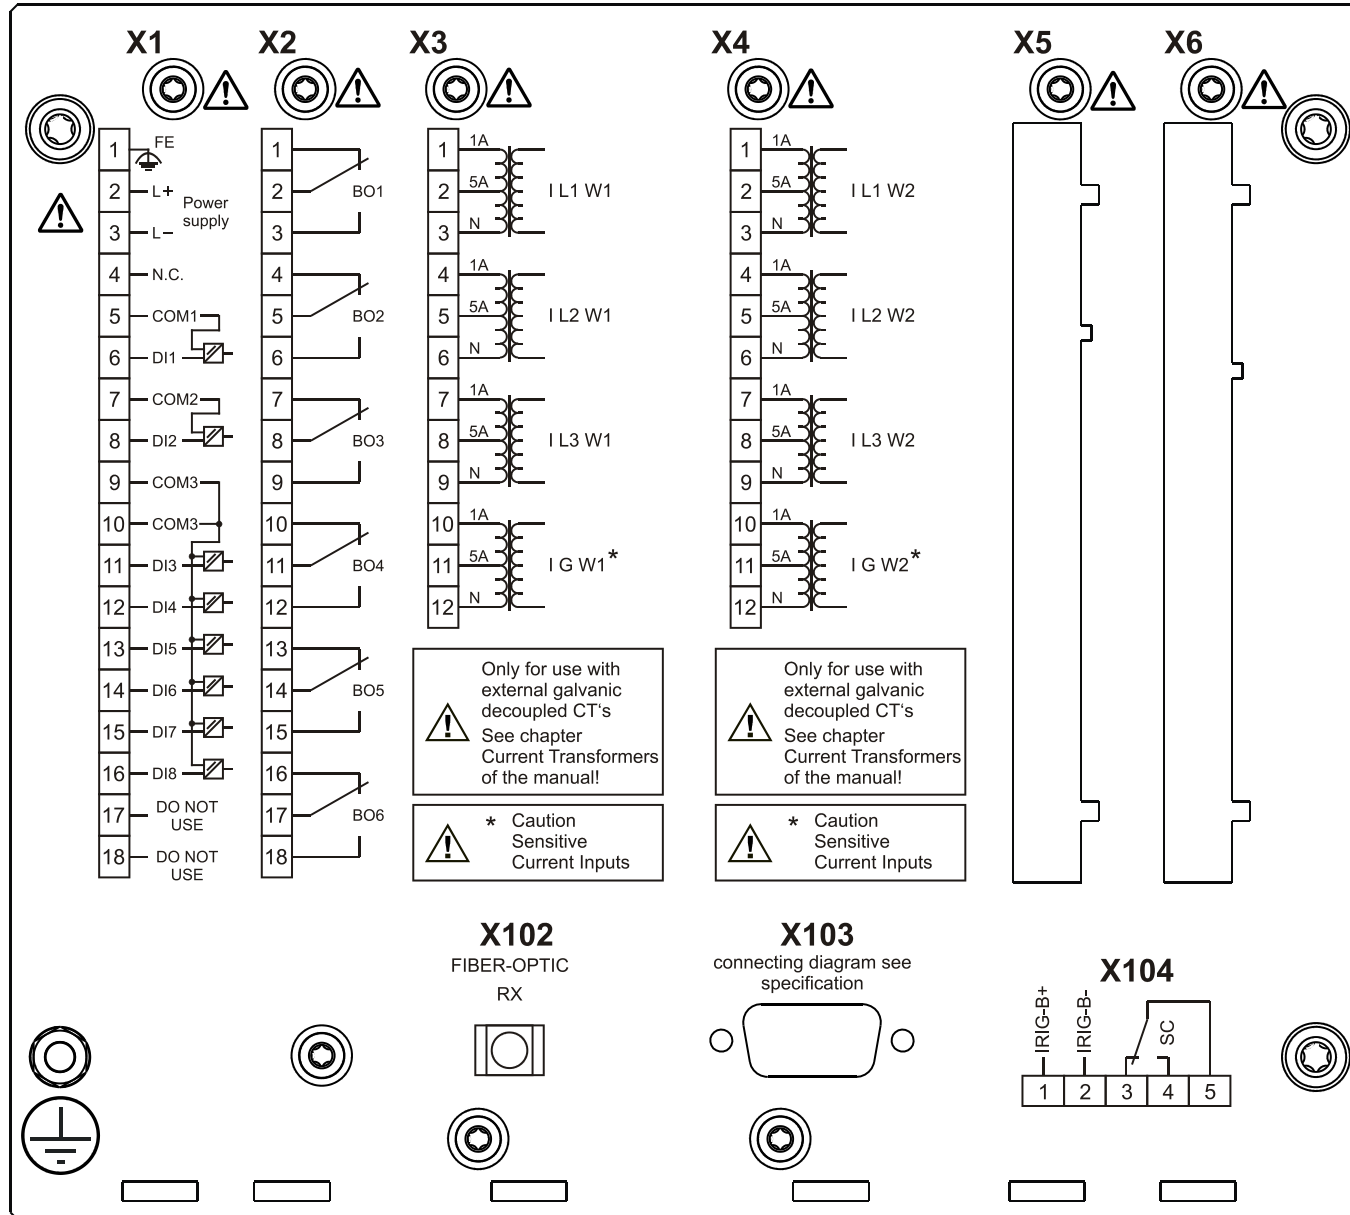 X1
X2
X3
X4
X5
X6
1
FE
2
L+
3
L–
Power
supply
4
N.C.
5
COM1
6
DI1
7
COM2
8
DI2
9
COM3
10
COM3
11
DI3
12
DI4
13
DI5
14
DI6
15
DI7
16
DI8
17
DO NOT
USE
18
DO NOT
USE
1
2
BO1
3
4
5
BO2
6
7
8
BO3
9
10
11
BO4
12
13
14
BO5
15
16
17
BO6
18
1
1A
2
5A
I L1 W1
3
N
4
1A
5
5A
I L2 W1
6
N
7
1A
8
5A
I L3 W1
9
N
10
1A
11
5A
I G W1*
12
N
Only for use with
external galvanic
decoupled CT‘s
See chapter
Current Transformers
of the manual!
* Caution
Sensitive
Current Inputs
1
1A
2
5A
I L1 W2
3
N
4
1A
5
5A
I L2 W2
6
N
7
1A
8
5A
I L3 W2
9
N
10
1A
11
5A
I G W2*
12
N
Only for use with
external galvanic
decoupled CT‘s
See chapter
Current Transformers
of the manual!
* Caution
Sensitive
Current Inputs
X102
FIBER-OPTIC
RX
X103
connecting diagram see
specification
X104
IRIG-B+
IRIG-B-
SC
1 2 3 4 5